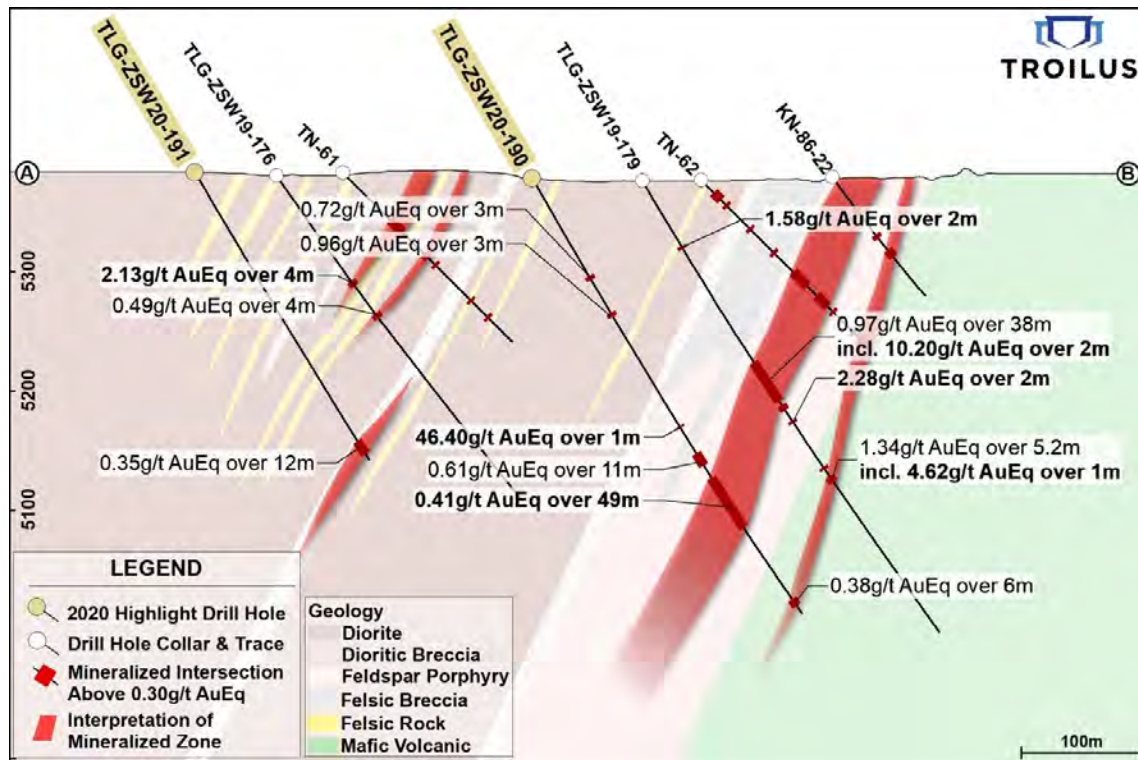 TROILUS
TLG-ZSW20-191
TLG-ZSW19-176
TN-61
TLG-ZSW20-190
TLG-ZSW19-179
TN-62
KN-86-22
A
B
0.72g/t AuEq over 3m
1.58g/t AuEq over 2m
0.96g/t AuEq over 3m
5300
2.13g/t AuEq over 4m
0.49g/t AuEq over 4m
0.97g/t AuEq over 38m
incl. 10.20g/t AuEq over 2m
5200
2.28g/t AuEq over 2m
46.40g/t AuEq over 1m
0.35g/t AuEq over 12m
0.61g/t AuEq over 11m
1.34g/t AuEq over 5.2m
incl. 4.62g/t AuEq over 1m
0.41g/t AuEq over 49m
5100
0.38g/t AuEq over 6m
LEGEND
2020 Highlight Drill Hole
Drill Hole Collar & Trace
Mineralized Intersection
Above 0.30g/t AuEq
Interpretation of
Mineralized Zone
Geology
Diorite
Dioritic Breccia
Feldspar Porphyry
Felsic Breccia
Felsic Rock
Mafic Volcanic
100m